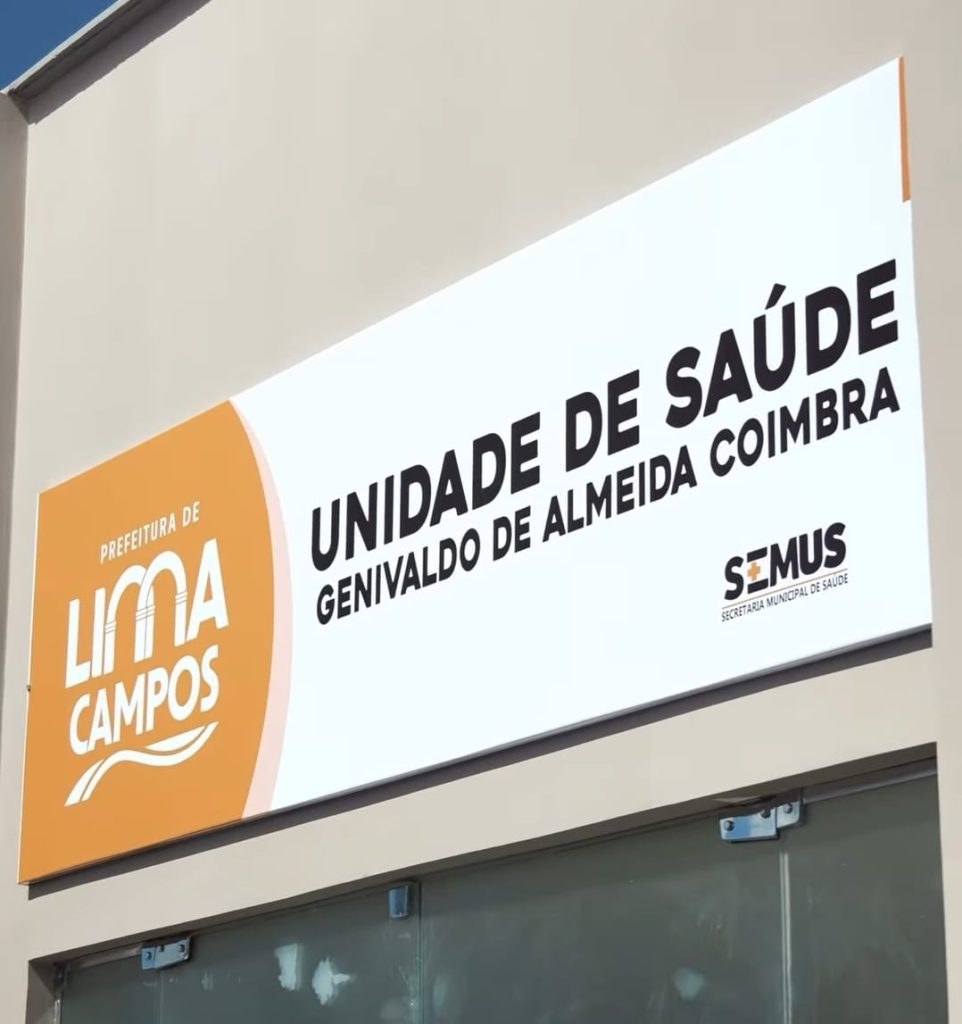 PREFEITURA DE
LIMA
CAMPOS
UNIDADE DE SAÚDE
GENIVALDO DE ALMEIDA COIMBRA
SEMUS
SECRETARIA MUNICIPAL DE SAÚDE